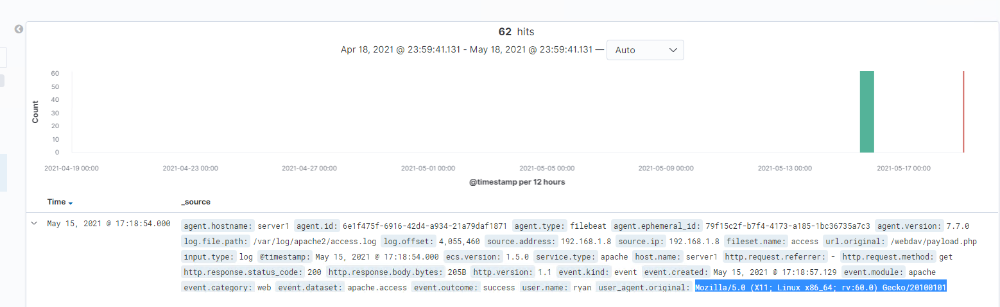 62 hits
Apr 18, 2021 @ 23:59:41.131 - May 18, 2021 @ 23:59:41.131 — Auto
60
50
40
30
20
10
0
Count
2021-04-19 00:00 2021-04-23 00:00 2021-04-27 00:00 2021-05-01 00:00 2021-05-05 00:00 2021-05-09 00:00 2021-05-13 00:00 2021-05-17 00:00
@timestamp per 12 hours
Time _source
May 15, 2021 @ 17:18:54.000 agent.hostname: server1 agent.id: 6e1f475f-6916-42d4-a934-21a79daf1871 agent.type: filebeat agent.ephemeral_id: 79f15c2f-b7f4-4173-a185-1bc36735a7c3 agent.version: 7.7.0
log.file.path: /var/log/apache2/access.log log.offset: 4,055,460 source.address: 192.168.1.8 source.ip: 192.168.1.8 fileset.name: access url.original: /webdav/payload.php
input.type: log @timestamp: May 15, 2021 @ 17:18:54.000 ecs.version: 1.5.0 service.type: apache host.name: server1 http.request.referrer: - http.request.method: get
http.response.status_code: 200 http.response.body.bytes: 205B http.version: 1.1 event.kind: event event.created: May 15, 2021 @ 17:18:57.129 event.module: apache
event.category: web event.dataset: apache.access event.outcome: success user.name: ryan user_agent.original: Mozilla/5.0 (X11; Linux x86_64; rv:60.0) Gecko/20100101